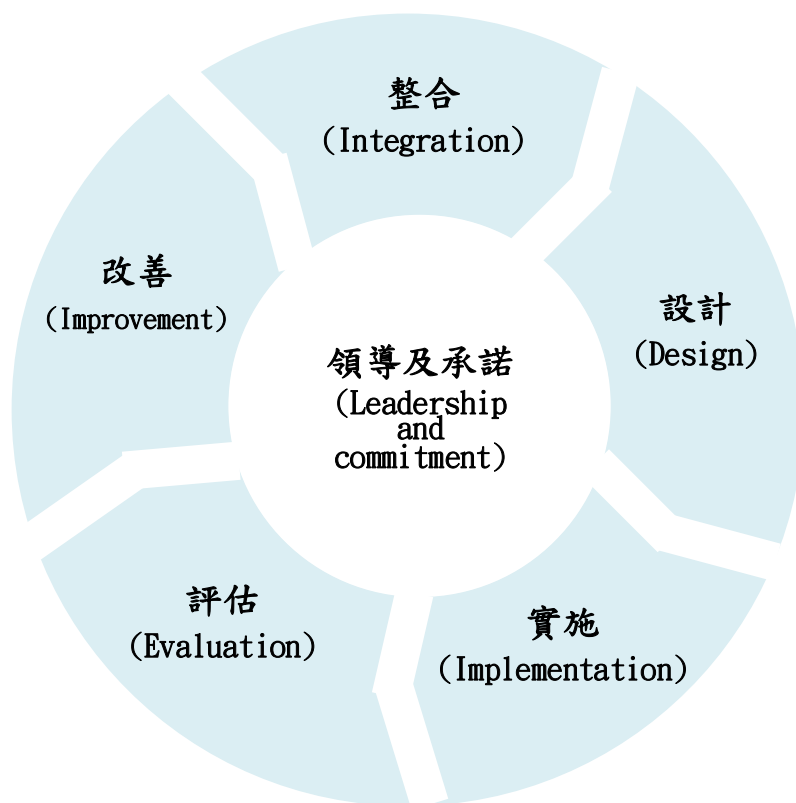 整合
(Integration)
設計
(Design)
實施
(Implementation)
評估
(Evaluation)
改善
(Improvement)
領導及承諾
(Leadership
and
commitment)